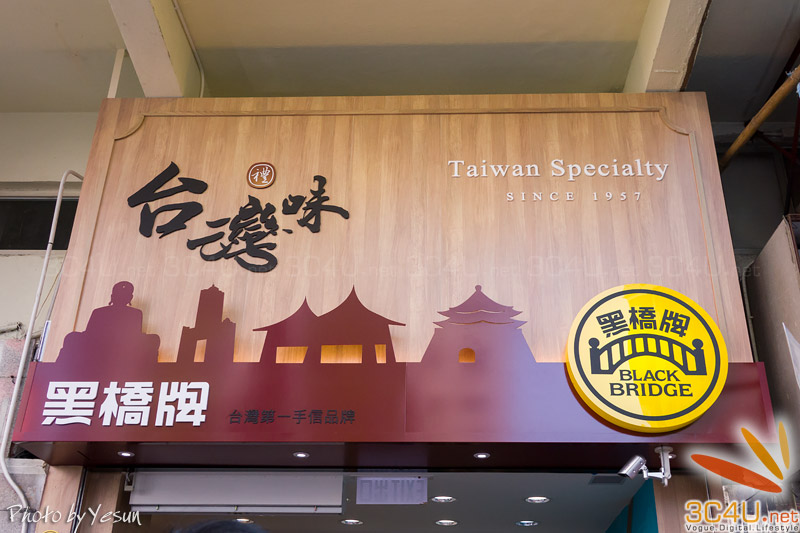 禮
台灣味
Taiwan Specialty
SINCE 1957
黑橋牌
BLACK
BRIDGE
黑橋牌
台灣第一手信品牌
Photo by Yesun
3C4U.net
Vogue.Digital.Lifestyle